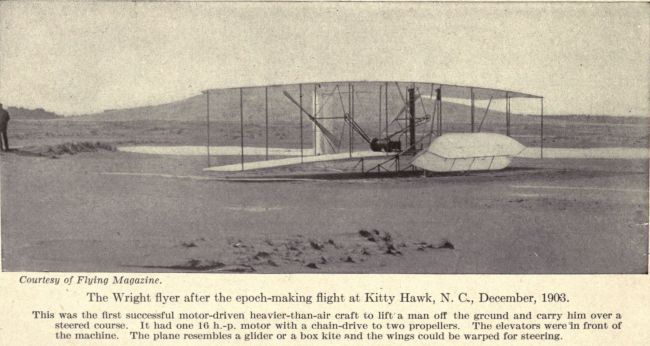 Courtesy of Flying Magazine.
The Wright flyer after the epoch-making flight at Kitty Hawk, N. C., December, 1903.
This was the first successful motor-driven heavier-than-air craft to lift a man off the ground and carry him over a
steered course. It had one 16 h.-p. motor with a chain-drive to two propellers. The elevators were in front of
the machine. The plane resembles a glider or a box kite and the wings could be warped for steering.